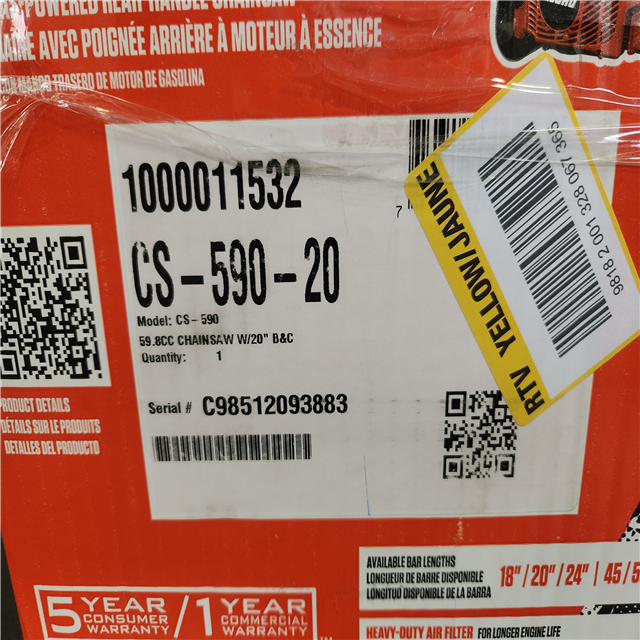 POWERED REAR HANDLE CHAINSAW
AVEC POIGNÉE ARRIÈRE À MOTEUR À ESSENCE
MANGO TRASERO DE MOTOR DE GASOLINA
1000011532
7
CS-590-20
Model: CS-590
59.8CC CHAINSAW W/20" B&C
Quantity: 1
Serial # C98512093883
RTV YELLOW/JAUNE
9818 2 001 328 067 365
PRODUCT DETAILS
DÉTAILS SUR LE PRODUITS
DETALLES DEL PRODUCTO
AVAILABLE BAR LENGTHS
LONGUEUR DE BARRE DISPONIBLE
LONGITUD DISPONIBLE DE LA BARRA
18"/20"/24" | 45/5
5 YEAR CONSUMER WARRANTY / 1 YEAR COMMERCIAL WARRANTY
HEAVY-DUTY AIR FILTER FOR LONGER ENGINE LIFE